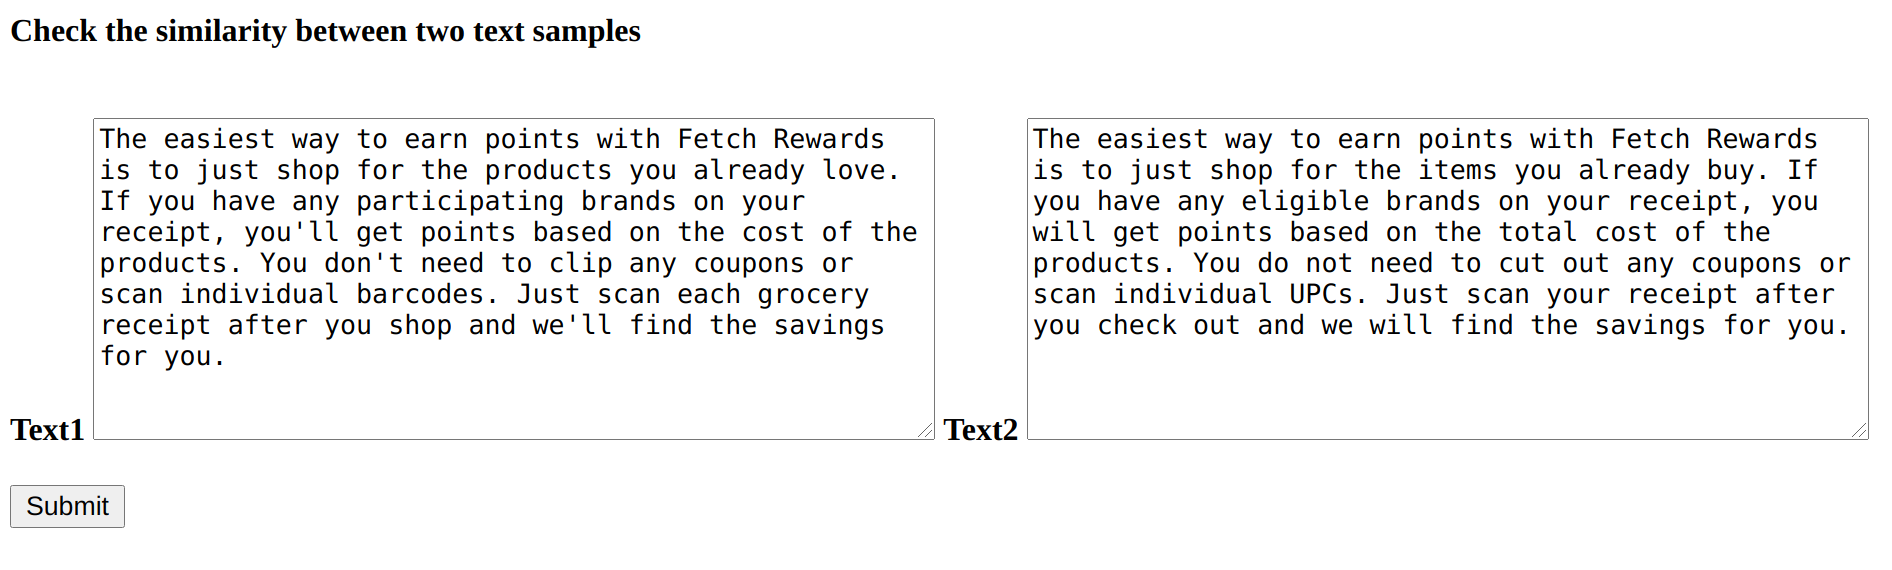 Check the similarity between two text samples
The easiest way to earn points with Fetch Rewards
is to just shop for the products you already love.
If you have any participating brands on your
receipt, you'll get points based on the cost of the
products. You don't need to clip any coupons or
scan individual barcodes. Just scan each grocery
receipt after you shop and we'll find the savings
for you.
Text1
The easiest way to earn points with Fetch Rewards
is to just shop for the items you already buy. If
you have any eligible brands on your receipt, you
will get points based on the total cost of the
products. You do not need to cut out any coupons or
scan individual UPCs. Just scan your receipt after
you check out and we will find the savings for you.
Text2
Submit